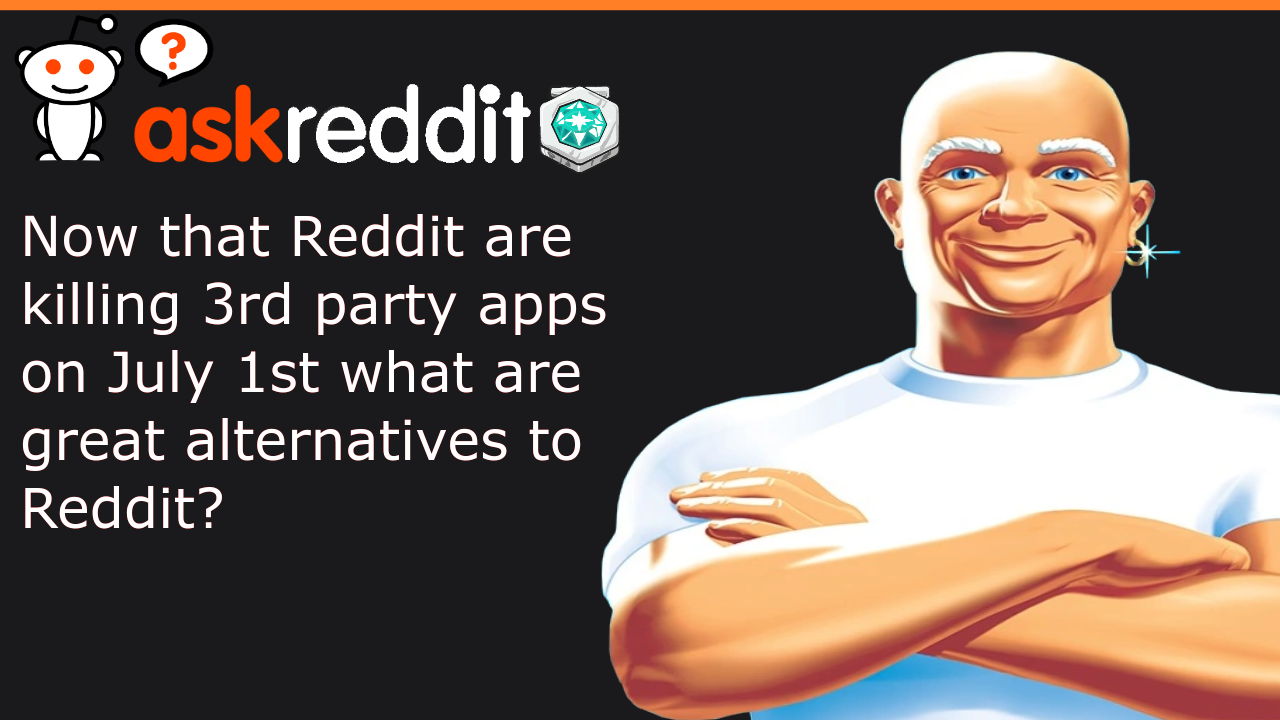 ?
askreddit
Now that Reddit are
killing 3rd party apps
on July 1st what are
great alternatives to
Reddit?